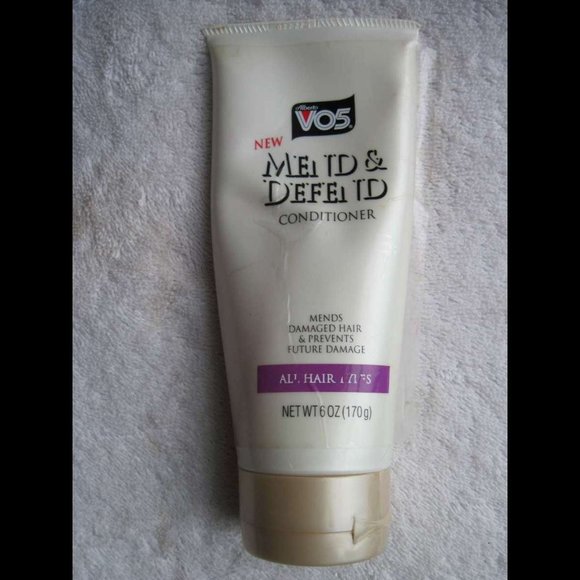 Alberto
VO5
NEW
MEND &
DEFEND
CONDITIONER
MENDS
DAMAGED HAIR
& PREVENTS
FUTURE DAMAGE
ALL HAIR TYPES
NET WT 6 OZ (170g)